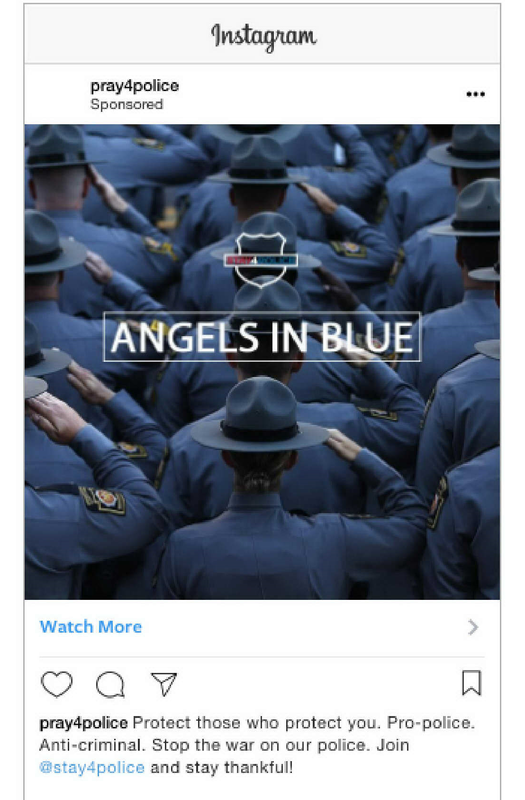 Instagram
pray4police
Sponsored
PRAY4POLICE
ANGELS IN BLUE
Watch More
pray4police Protect those who protect you. Pro-police.
Anti-criminal. Stop the war on our police. Join
@stay4police and stay thankful!